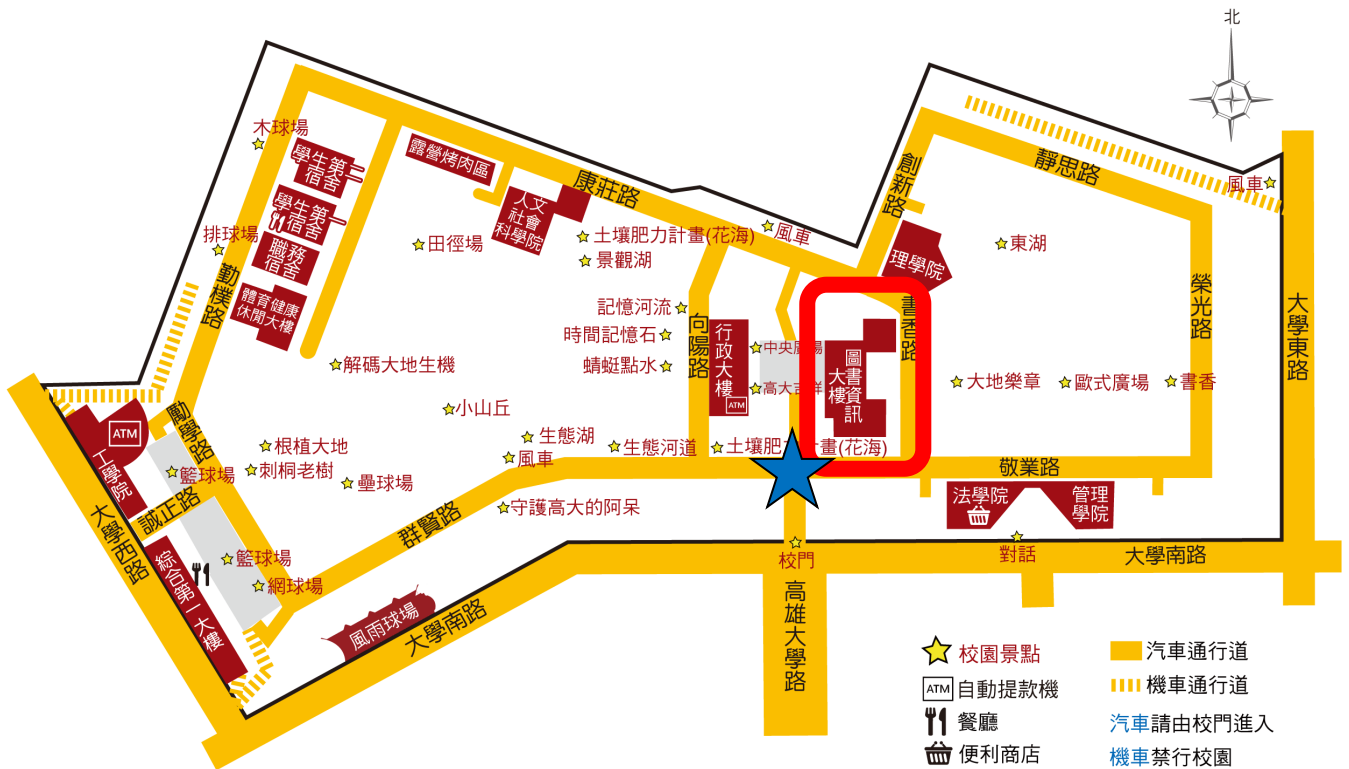 北
木球場
學生第二
宿舍
學生第一
宿舍
職務
宿舍
排球場
體育健康
休閒大樓
勤樸路
露營烤肉區
人文
社會
科學院
康莊路
田徑場
土壤肥力計畫(花海)
景觀湖
風車
創新路
靜思路
風車
東湖
理學院
榮光路
大學東路
記憶河流
時間記憶石
蜻蜓點水
向陽路
行政大樓
ATM
中央廣場
高大吉祥
圖書資訊
大樓
書香路
大地樂章
歐式廣場
書香
解碼大地生機
小山丘
生態湖
風車
生態河道
土壤肥力計畫(花海)
敬業路
勵學路
ATM
工學院
根植大地
刺桐老樹
籃球場
壘球場
誠正路
大學西路
守護高大的阿呆
群賢路
法學院
管理
學院
籃球場
網球場
綜合第一大樓
風雨球場
大學南路
校門
對話
大學南路
高雄大學路
校園景點
ATM
自動提款機
餐廳
便利商店
汽車通行道
機車通行道
汽車請由校門進入
機車禁行校園